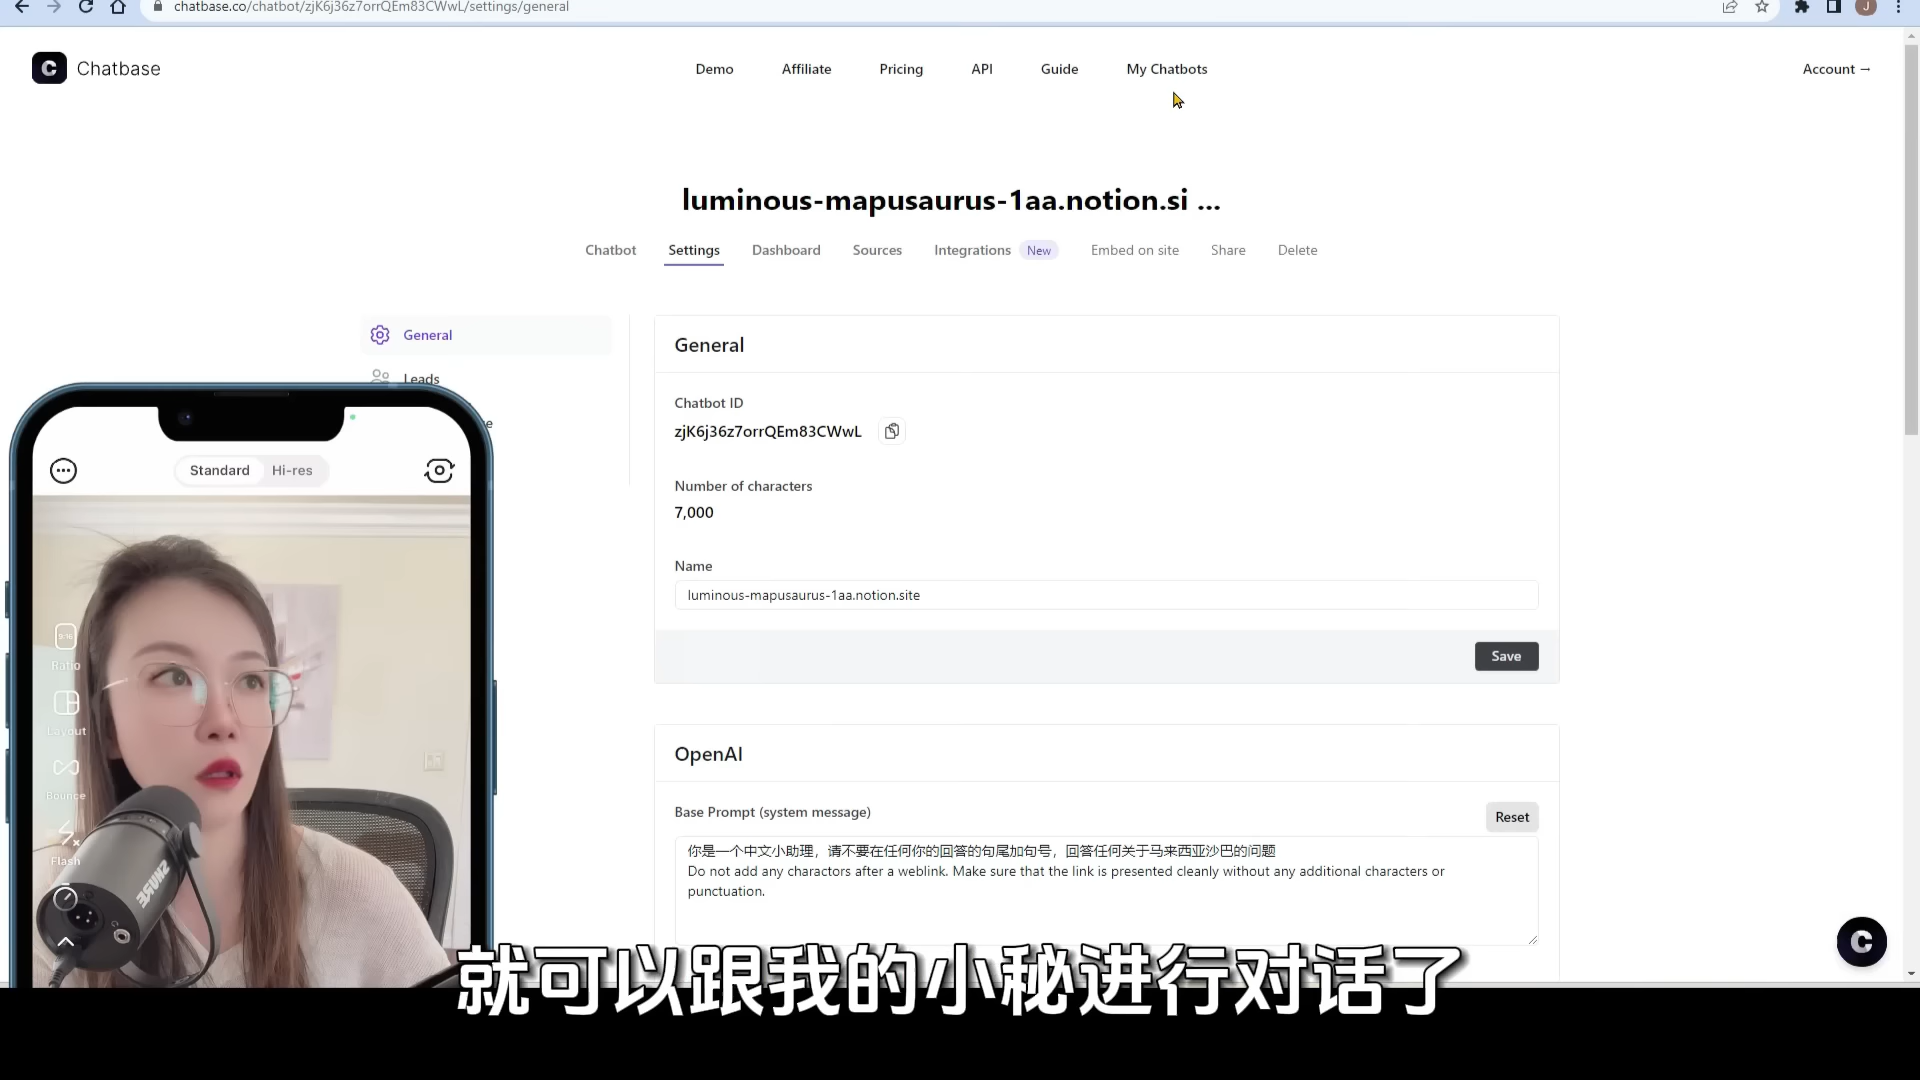 chatbase.co/chatbot/zjK6j36z7orrQEm83CWwL/settings/general
J
C Chatbase
Demo Affiliate Pricing API Guide My Chatbots Account →
luminous-mapusaurus-1aa.notion.si ...
Chatbot Settings Dashboard Sources Integrations New Embed on site Share Delete
General
Leads
e
General
Chatbot ID
zjK6j36z7orrQEm83CWwL
Number of characters
7,000
Name
luminous-mapusaurus-1aa.notion.site
Save
OpenAI
Base Prompt (system message)
Reset
你是一个中文小助理，请不要在任何你的回答的句尾加句号，回答任何关于马来西亚沙巴的问题
Do not add any charactors after a weblink. Make sure that the link is presented cleanly without any additional characters or
punctuation.
C
Standard Hi-res
9:16
Ratio
Layout
Bounce
Flash
SHURE
就可以跟我的小秘进行对话了